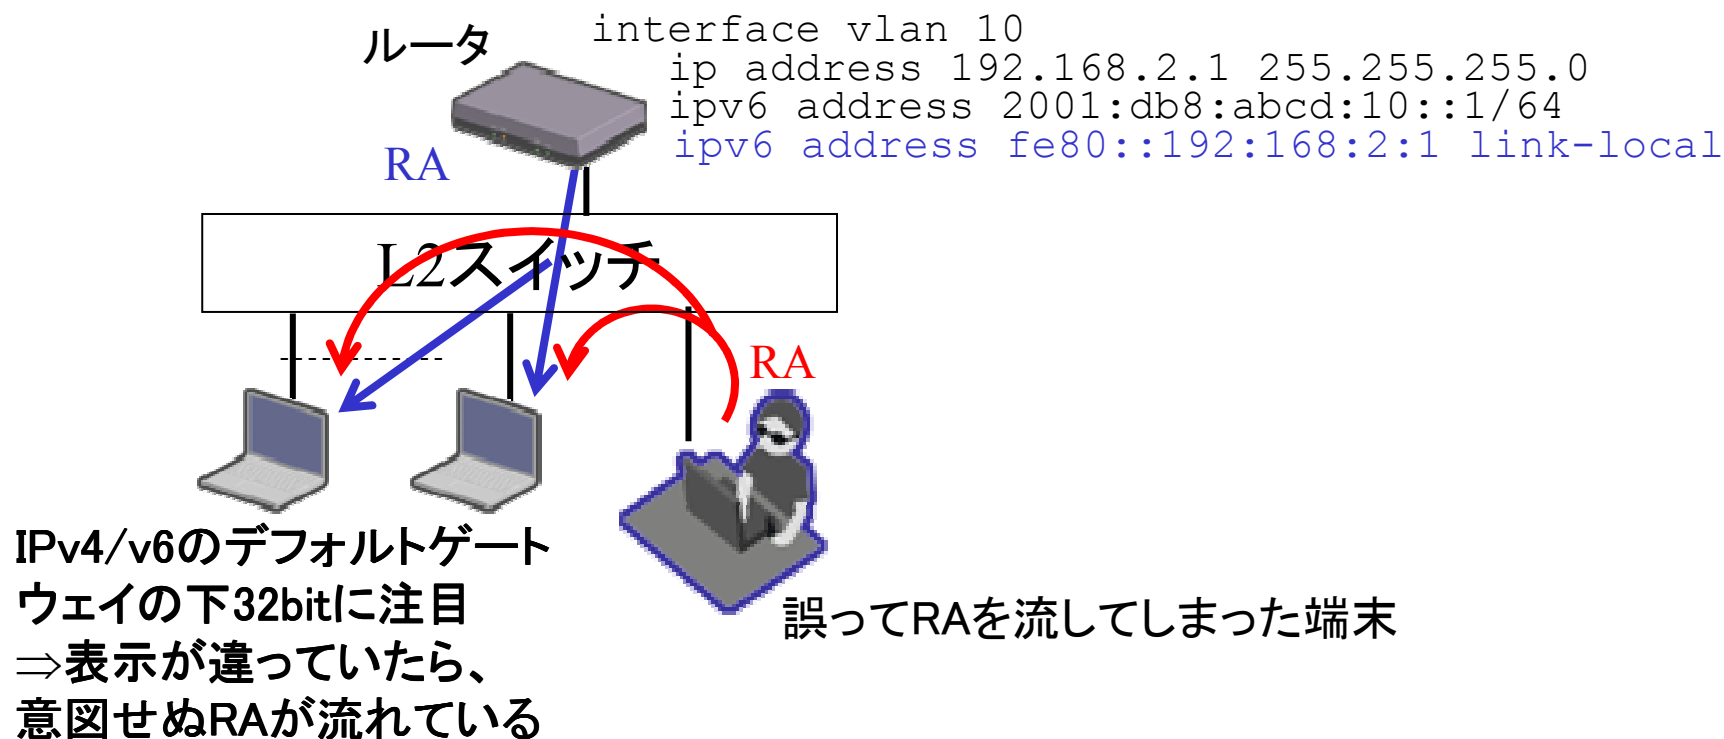 ルータ
interface vlan 10
ip address 192.168.2.1 255.255.255.0
ipv6 address 2001:db8:abcd:10::1/64
ipv6 address fe80::192:168:2:1 link-local
RA
L2スイッチ
RA
IPv4/v6のデフォルトゲート
ウェイの下32bitに注目
⇒表示が違っていたら、
意図せぬRAが流れている
誤ってRAを流してしまった端末